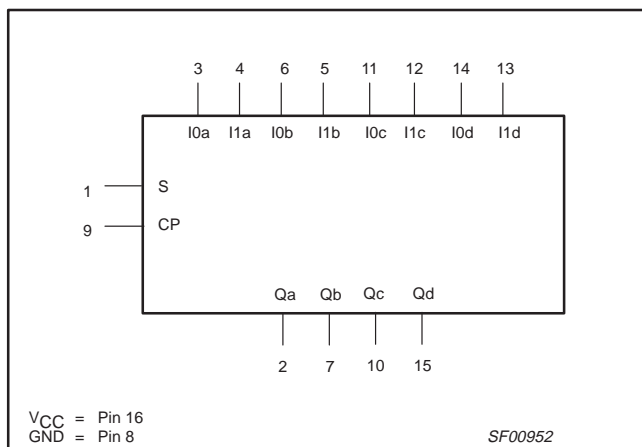 3 4 6 5 11 12 14 13
I0a I1a I0b I1b I0c I1c I0d I1d
1 S
9 CP
Qa Qb Qc Qd
2 7 10 15
VCC = Pin 16
GND = Pin 8
SF00952